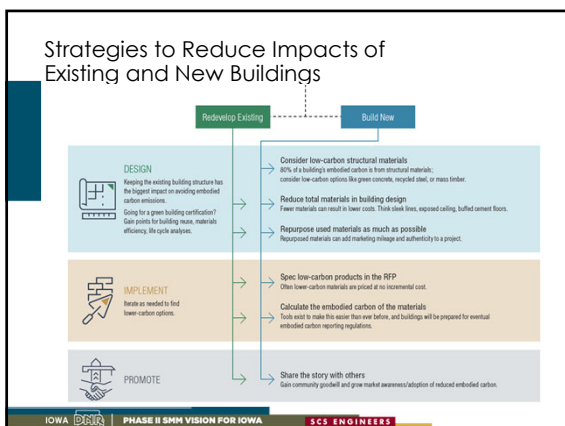 Strategies to Reduce Impacts of
Existing and New Buildings
Redevelop Existing
Build New
DESIGN
Keeping the existing building structure has
the biggest impact on avoiding embodied
carbon emissions.
Going for a green building certification?
Gain points for building reuse, materials
efficiency, life cycle analyses.
Consider low-carbon structural materials
80% of a building's embodied carbon is from structural materials;
consider low-carbon options like green concrete, recycled steel, or mass timber.
Reduce total materials in building design
Fewer materials can result in lower costs. Think sleek lines, exposed ceiling, buffed cement floors.
Repurpose used materials as much as possible
Repurposed materials can add marketing mileage and authenticity to a project.
IMPLEMENT
Iterate as needed to find
lower-carbon options.
Spec low-carbon products in the RFP
Often lower-carbon materials are priced at no incremental cost.
Calculate the embodied carbon of the materials
Tools exist to make this easier than ever before, and buildings will be prepared for eventual
embodied carbon reporting regulations.
PROMOTE
Share the story with others
Gain community goodwill and grow market awareness/adoption of reduced embodied carbon.
IOWA DNR PHASE II SMM VISION FOR IOWA SCS ENGINEERS